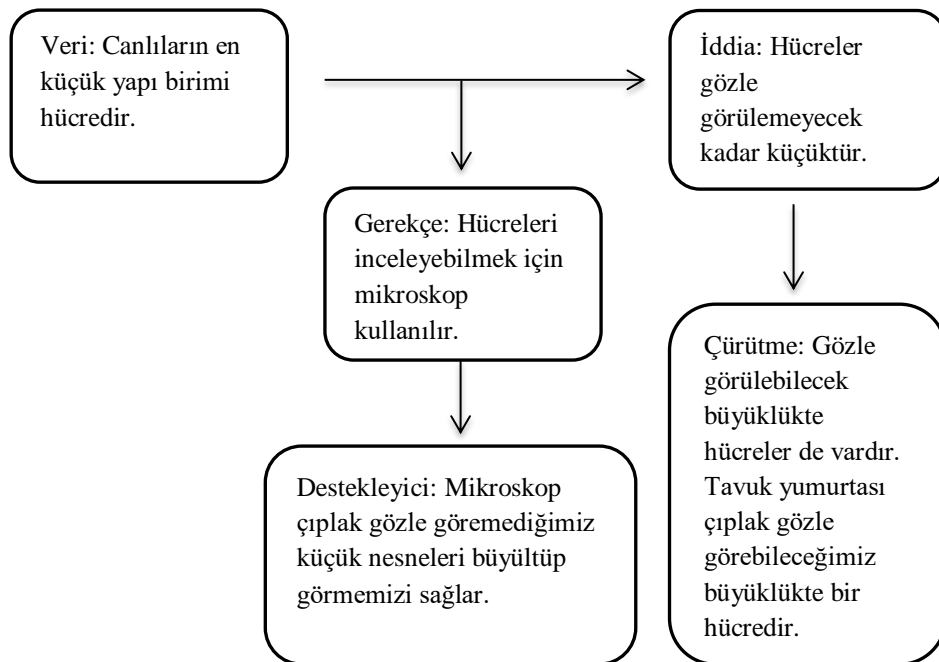 Veri: Canlıların en
küçük yapı birimi
hücredir.
İddia: Hücreler
gözle
görülemeyecek
kadar küçüktür.
Gerekçe: Hücreleri
inceleyebilmek için
mikroskop
kullanılır.
Çürütme: Gözle
görülebilecek
büyüklükte
hücreler de vardır.
Tavuk yumurtası
çıplak gözle
görebileceğimiz
büyüklükte bir
hücredir.
Destekleyici: Mikroskop
çıplak gözle göremediğimiz
küçük nesneleri büyültüp
görmemizi sağlar.